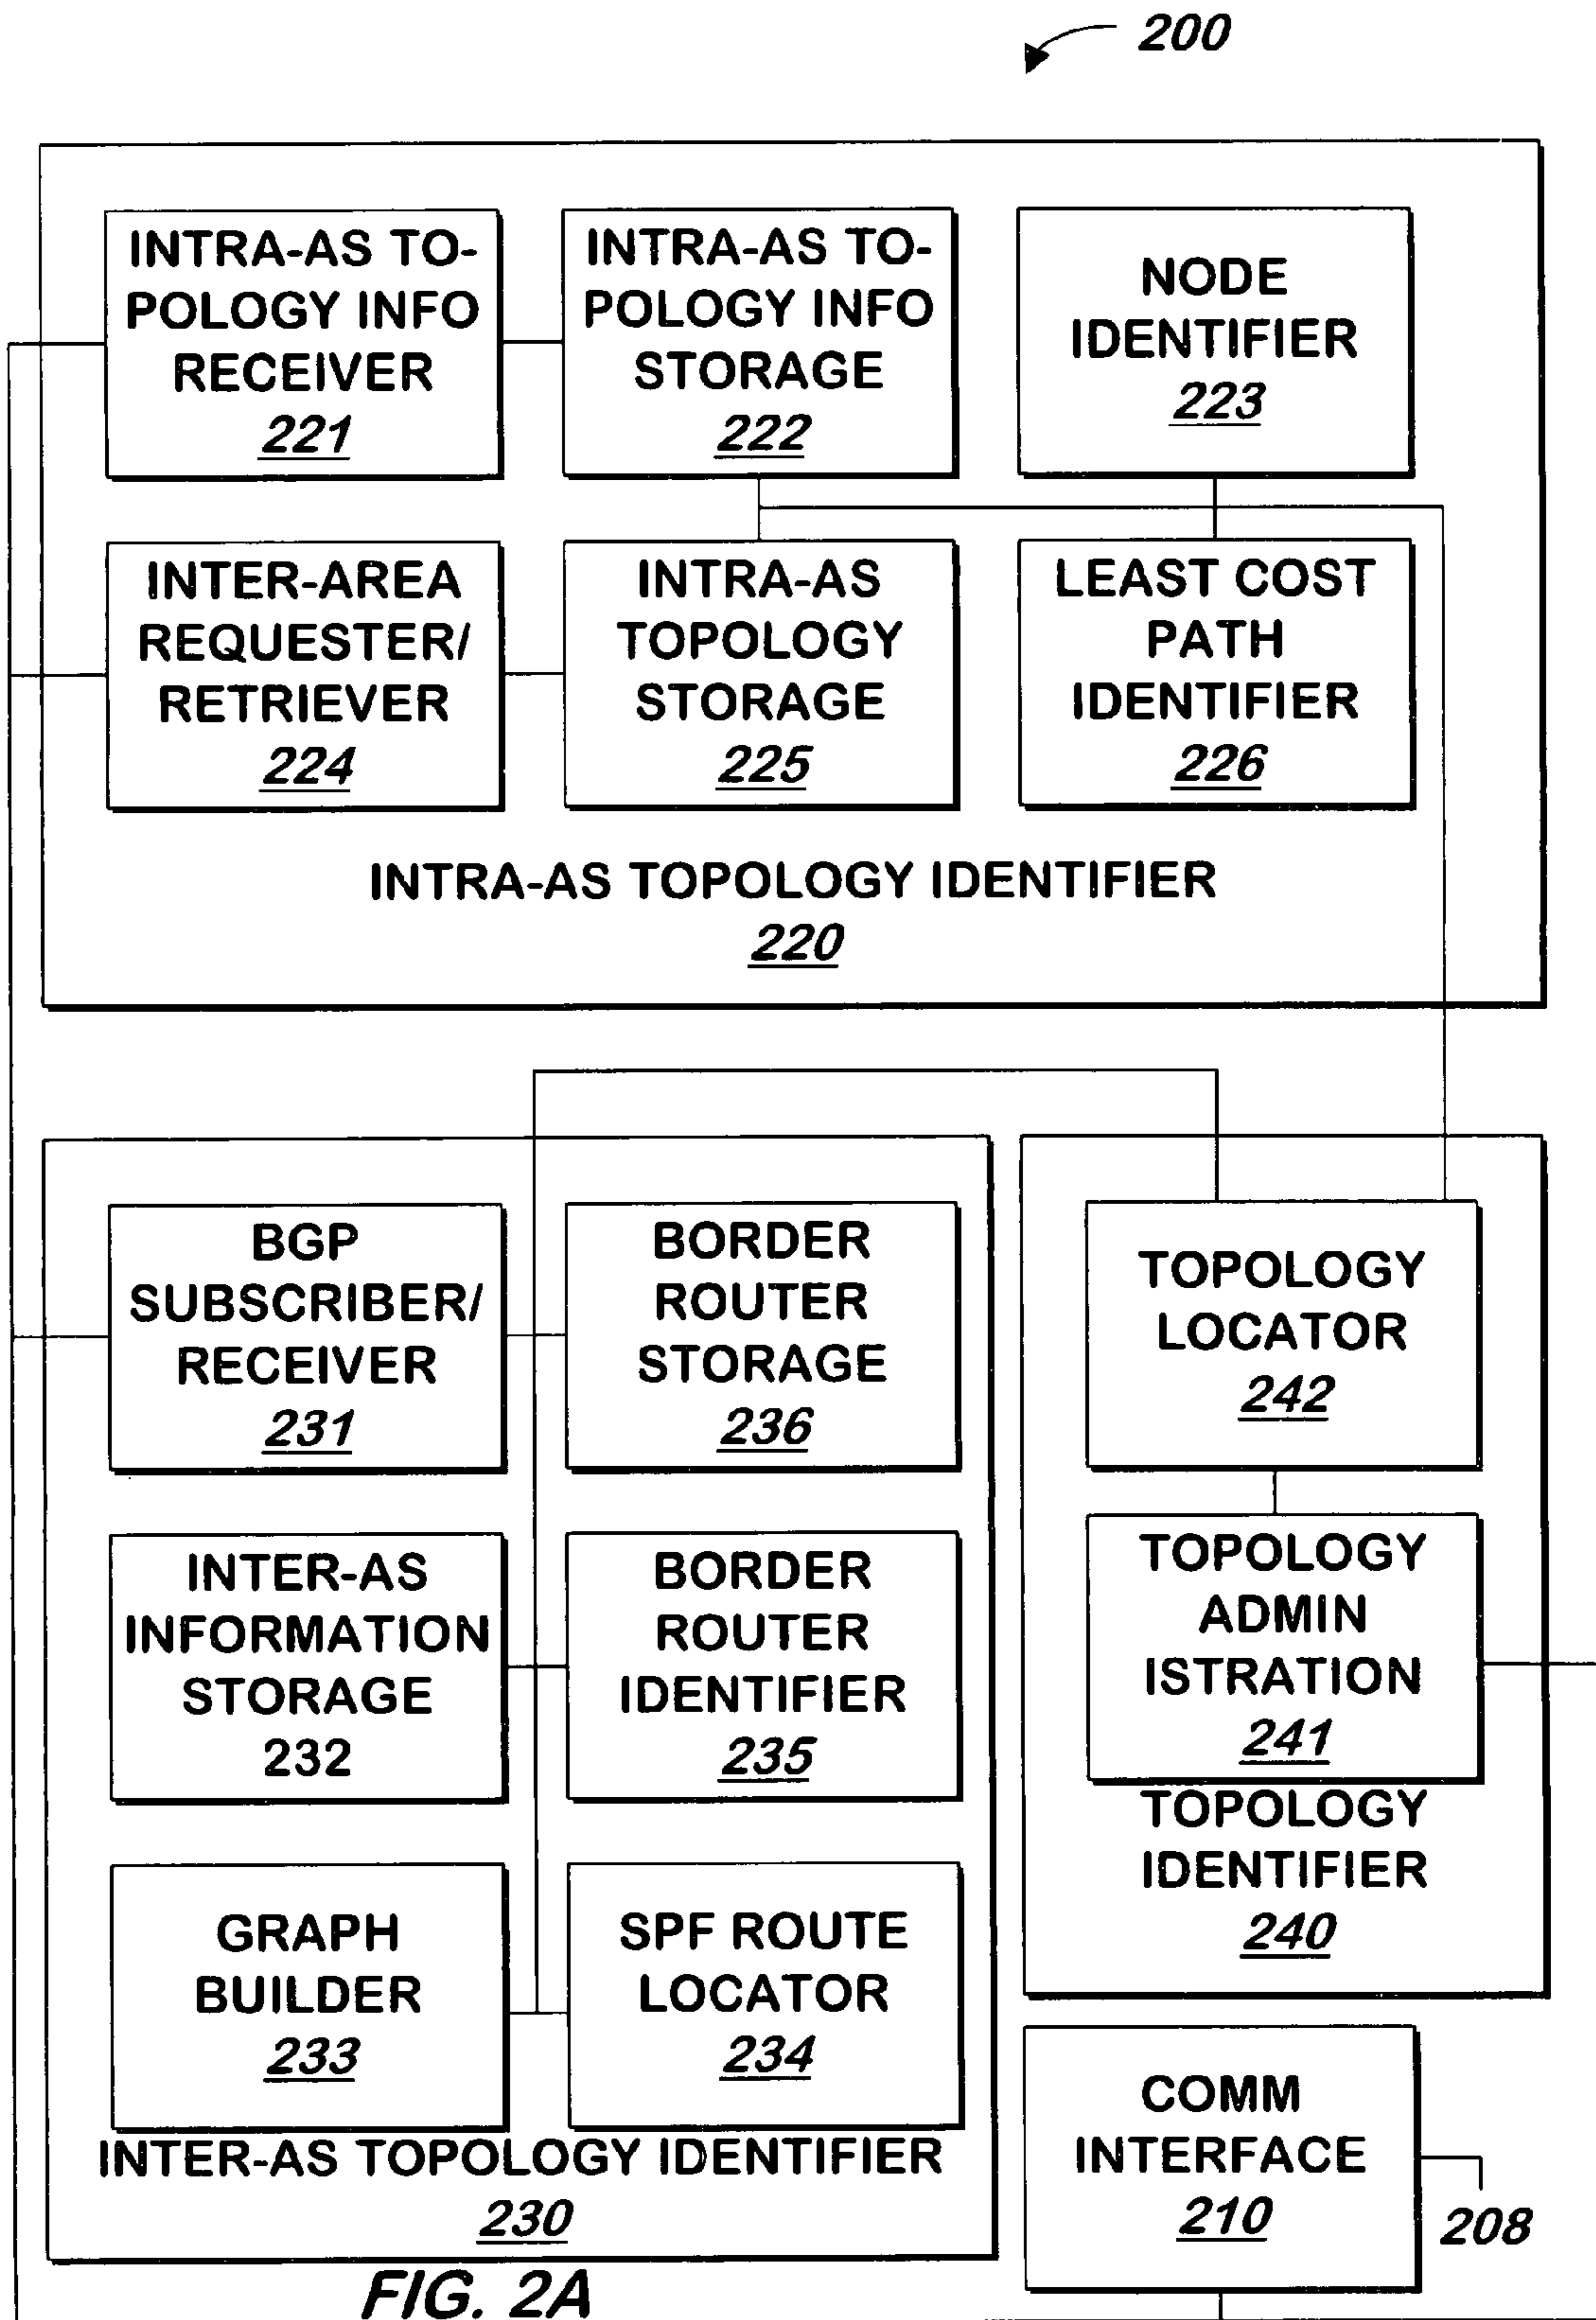 200
INTRA-AS TO-
POLOGY INFO
RECEIVER
221
INTRA-AS TO-
POLOGY INFO
STORAGE
222
NODE
IDENTIFIER
223
INTER-AREA
REQUESTER/
RETRIEVER
224
INTRA-AS
TOPOLOGY
STORAGE
225
LEAST COST
PATH
IDENTIFIER
226
INTRA-AS TOPOLOGY IDENTIFIER
220
BGP
SUBSCRIBER/
RECEIVER
231
BORDER
ROUTER
STORAGE
236
INTER-AS
INFORMATION
STORAGE
232
BORDER
ROUTER
IDENTIFIER
235
GRAPH
BUILDER
233
SPF ROUTE
LOCATOR
234
INTER-AS TOPOLOGY IDENTIFIER
230
TOPOLOGY
LOCATOR
242
TOPOLOGY
ADMIN
ISTRATION
241
TOPOLOGY
IDENTIFIER
240
COMM
INTERFACE
210
208
FIG. 2A